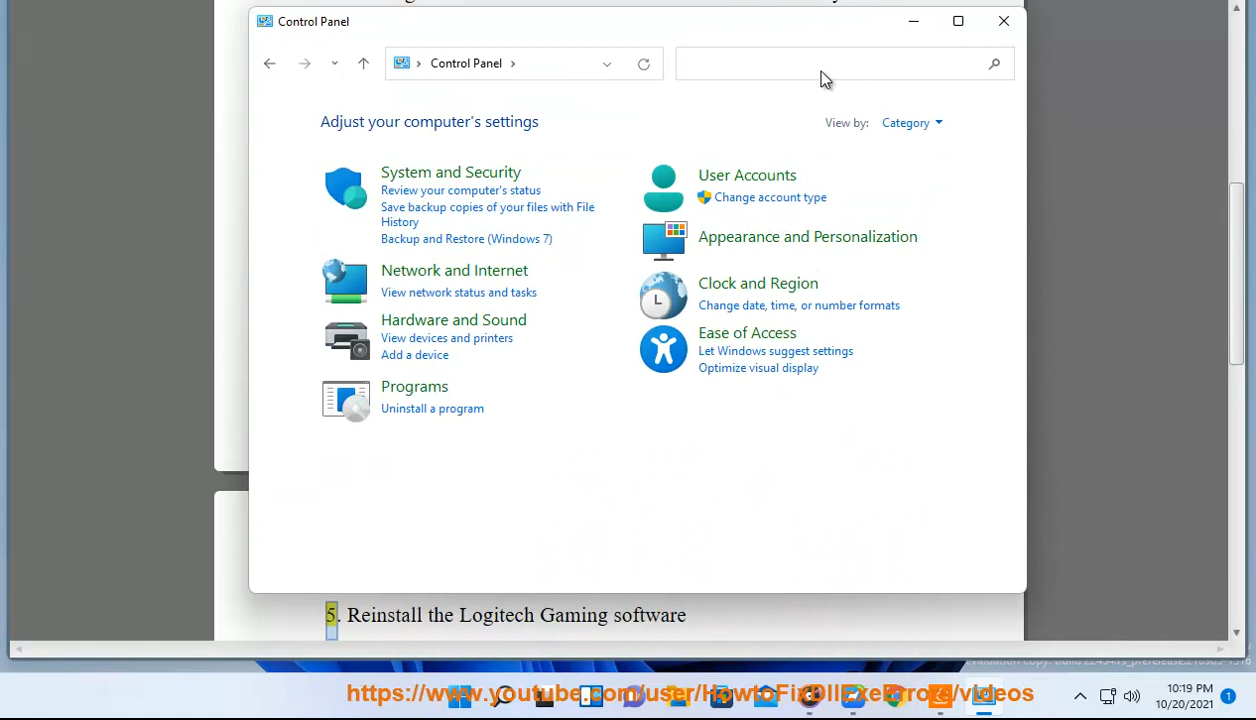 Control Panel
Control Panel
Adjust your computer's settings
View by: Category
System and Security
Review your computer's status
Save backup copies of your files with File
History
Backup and Restore (Windows 7)
Network and Internet
View network status and tasks
Hardware and Sound
View devices and printers
Add a device
Programs
Uninstall a program
User Accounts
Change account type
Appearance and Personalization
Clock and Region
Change date, time, or number formats
Ease of Access
Let Windows suggest settings
Optimize visual display
5. Reinstall the Logitech Gaming software
https://www.youtube.com/user/HowtoFixDllExeErrors/videos
10:19 PM
10/20/2021
1